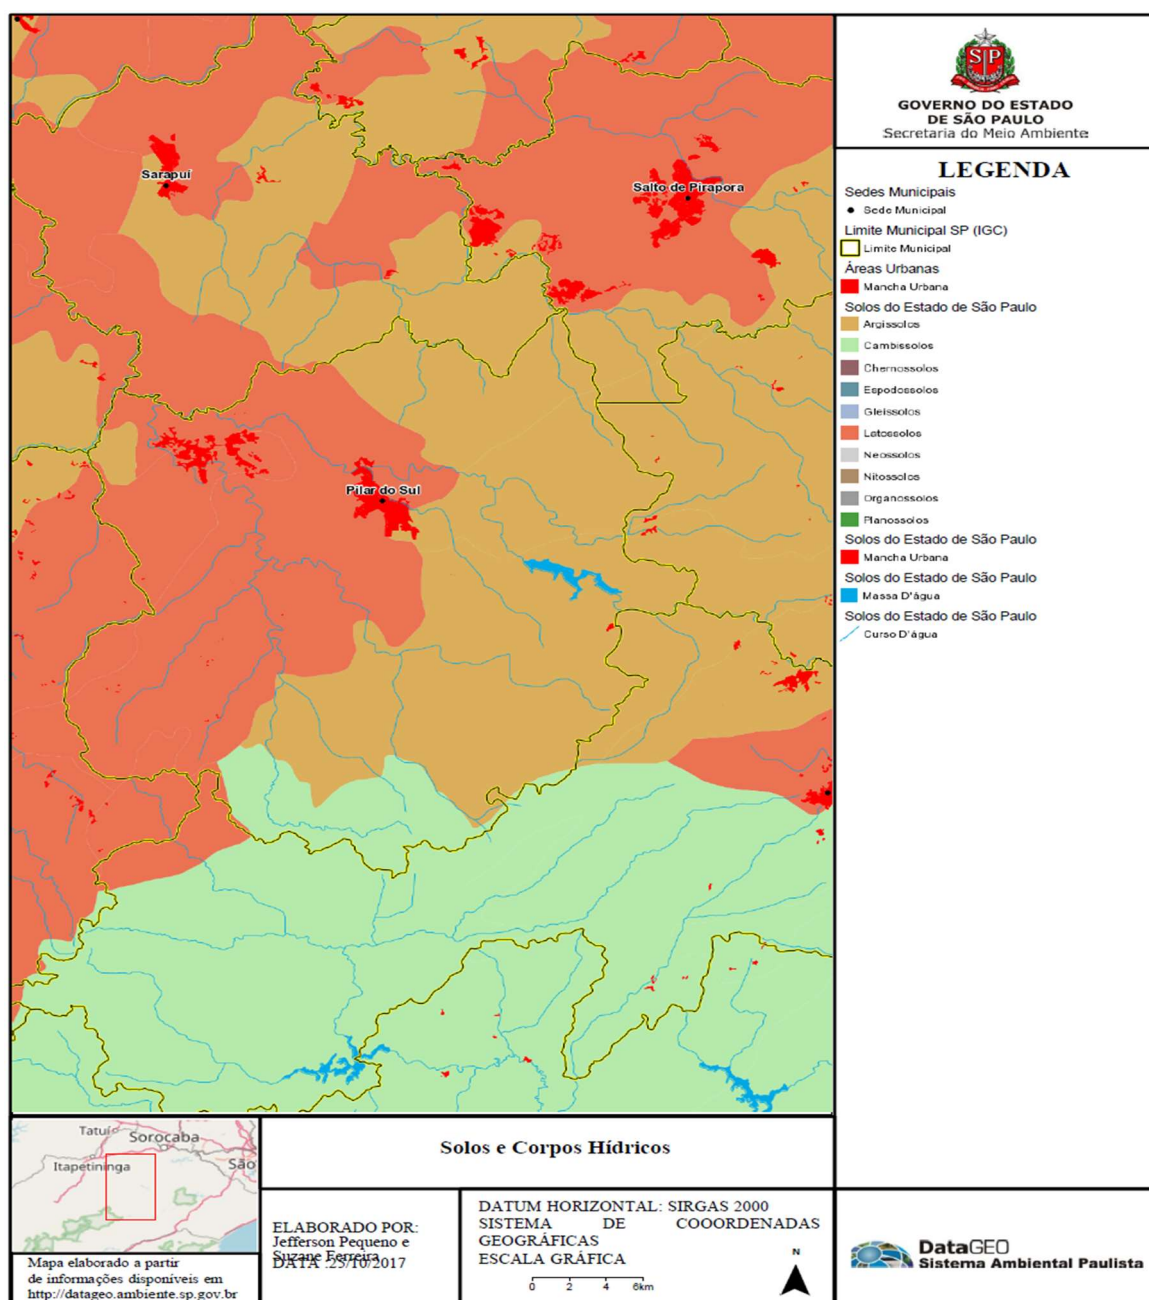 GOVERNO DO ESTADO
DE SÃO PAULO
Secretaria do Meio Ambiente
LEGENDA
Sedes Municipais
Sede Municipal
Limite Municipal SP (IGC)
Limite Municipal
Áreas Urbanas
Mancha Urbana
Solos do Estado de São Paulo
Argissolos
Cambissolos
Chernossolos
Espodossolos
Gleissolos
Latossolos
Neossolos
Nitossolos
Organossolos
Planossolos
Solos do Estado de São Paulo
Mancha Urbana
Solos do Estado de São Paulo
Massa D'água
Solos do Estado de São Paulo
Curso D'água
Sarapuí
Salto de Pirapora
Pilar do Sul
Tatuí
Sorocaba
Itapetininga
São
Mapa elaborado a partir
de informações disponíveis em
http://datageo.ambiente.sp.gov.br
Solos e Corpos Hídricos
ELABORADO POR:
Jefferson Pequeno e
Suzane Ferreira
DATA :25/10/2017
DATUM HORIZONTAL: SIRGAS 2000
SISTEMA DE COOORDENADAS
GEOGRÁFICAS
ESCALA GRÁFICA
0 2 4 6km
N
DataGEO
Sistema Ambiental Paulista